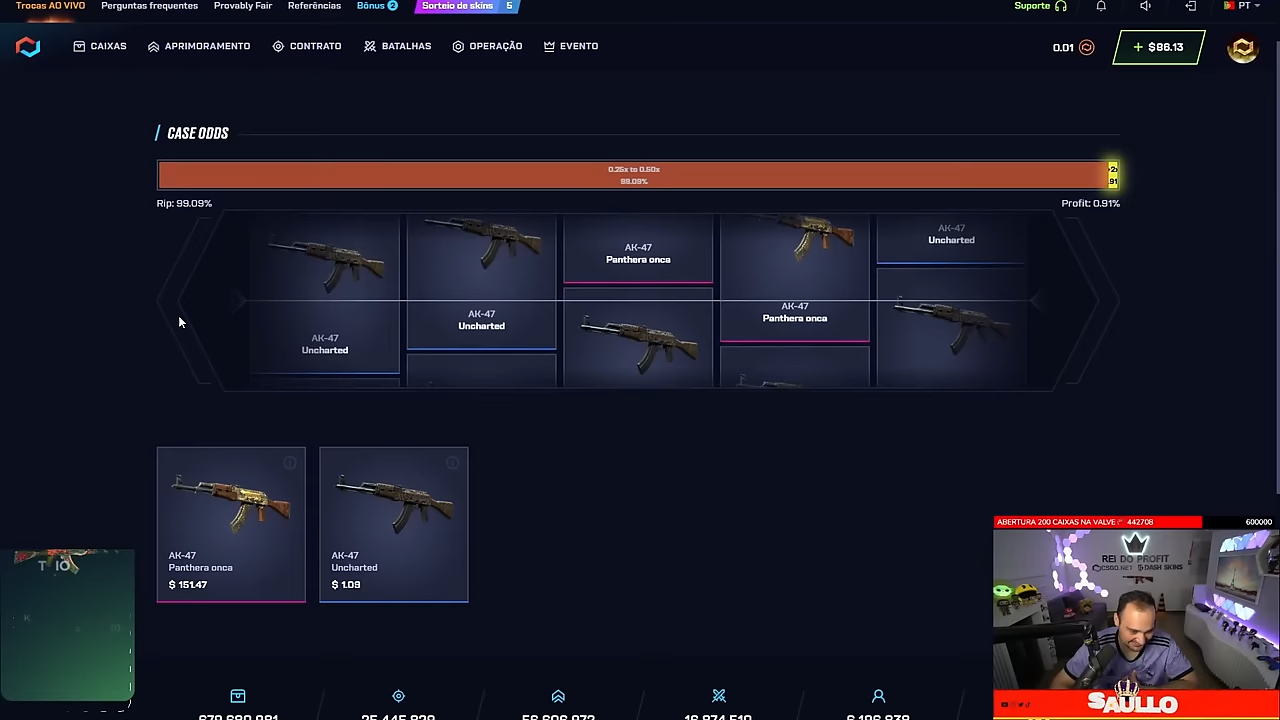 Trocas AO VIVO
Perguntas frequentes
Provably Fair
Referências
Bônus 2
Sorteio de skins 5
Suporte
PT
CAIXAS
APRIMORAMENTO
CONTRATO
BATALHAS
OPERAÇÃO
EVENTO
0.01
+ $86.13
CASE ODDS
0.25x to 0.50x
99.09%
Rip: 99.09%
Profit: 0.91%
AK-47
Uncharted
AK-47
Uncharted
AK-47
Panthera onca
AK-47
Panthera onca
AK-47
Uncharted
AK-47
Panthera onca
$ 151.47
AK-47
Uncharted
$ 1.09
ABERTURA 200 CAIXAS NA VALVE 442708
600000
REI DO PROFIT
CSGO.NET DASH SKINS
SAULLO